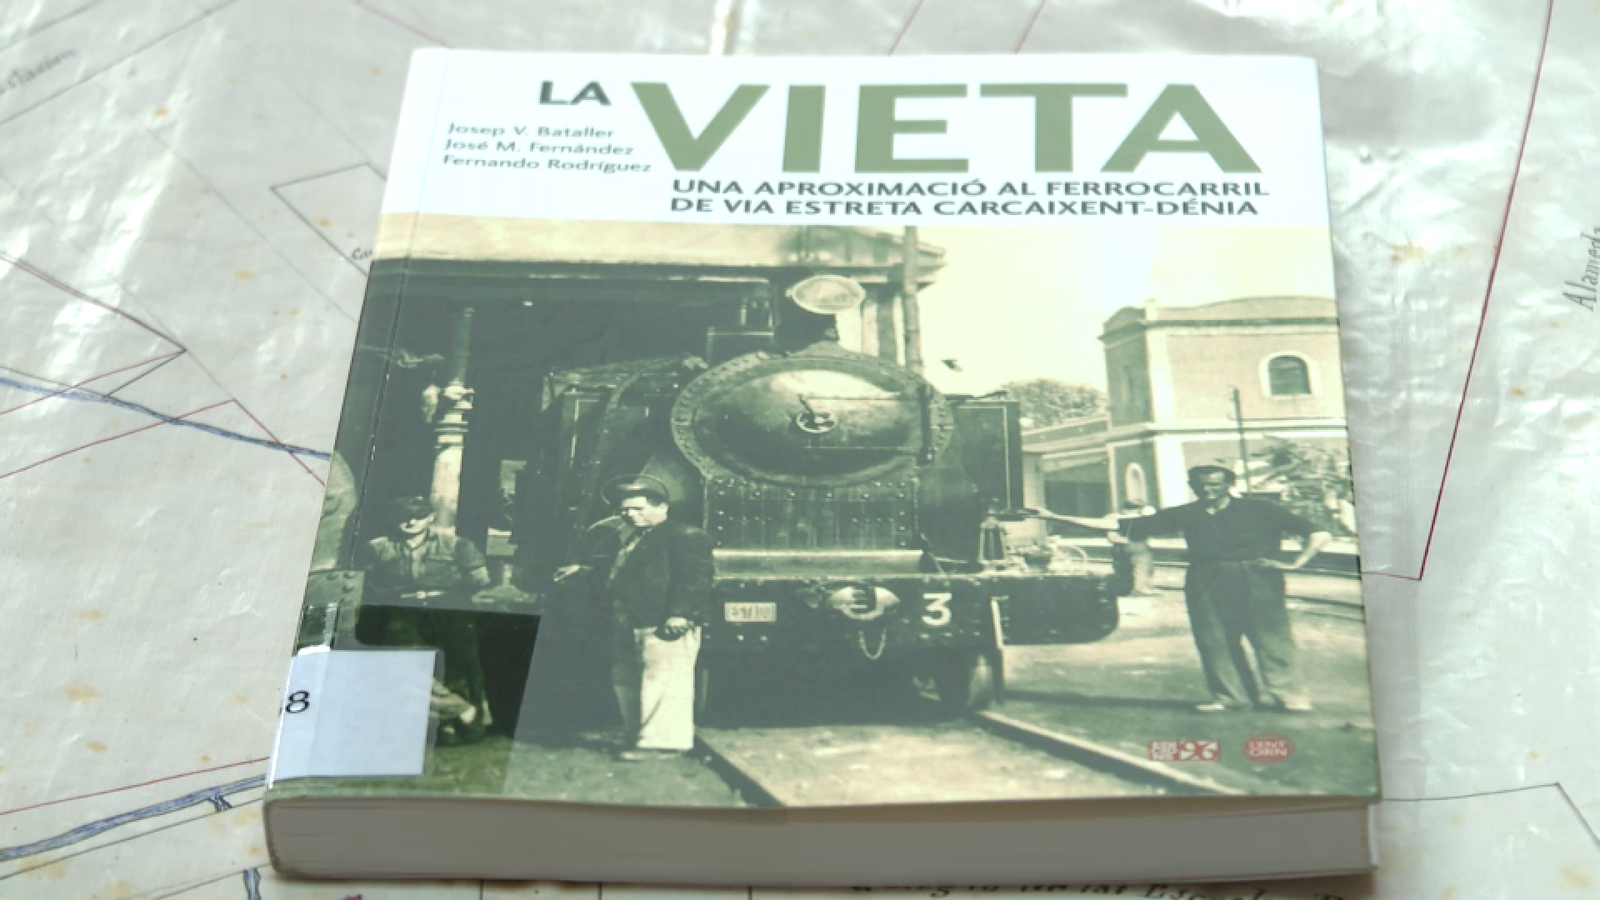 LA VIETA
Josep V. Bataller
José M. Fernández
Fernando Rodríguez
UNA APROXIMACIÓ AL FERROCARRIL
DE VIA ESTRETA CARCAIXENT-DÉNIA
3
8
96
Alameda